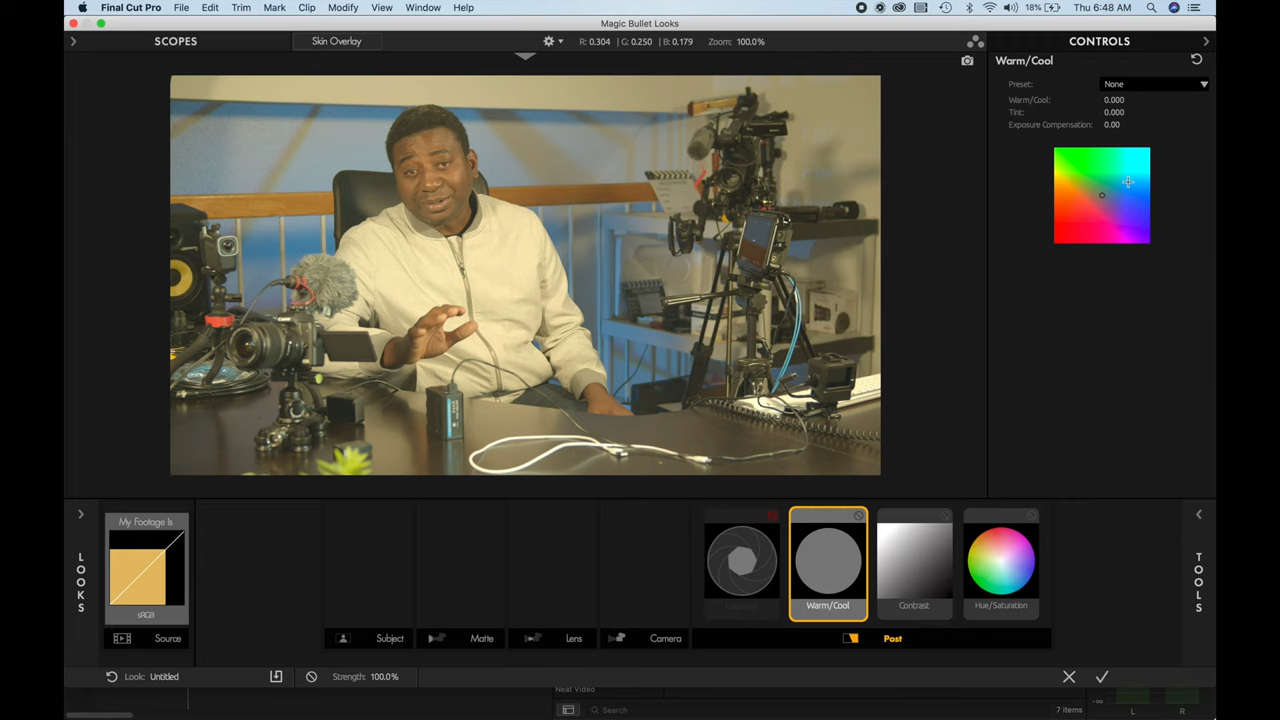 Final Cut Pro File Edit Trim Mark Clip Modify View Window Help 18% Thu 6:48 AM
Magic Bullet Looks
SCOPES Skin Overlay R: 0.304 | G: 0.250 | B: 0.179 Zoom: 100.0% CONTROLS
Warm/Cool
Preset: None
Warm/Cool: 0.000
Tint: 0.000
Exposure Compensation: 0.00
LOOKS
My Footage Is
sRGB
Source
Exposure
Warm/Cool
Contrast
Hue/Saturation
Subject Matte Lens Camera Post
TOOLS
Look: Untitled Strength: 100.0%
Neat Video
Search 7 items
-∞ L R